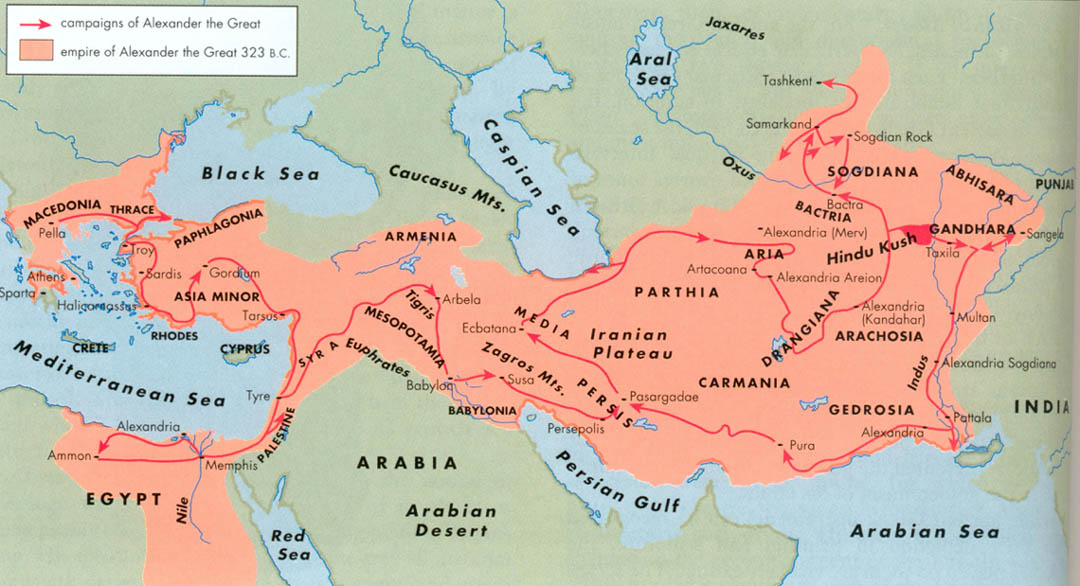 campaigns of Alexander the Great
empire of Alexander the Great 323 B.C.
Jaxartes
Aral
Sea
Tashkent
Samarkand
Sogdian Rock
Caspian Sea
Black Sea
Caucasus Mts.
Oxus
SOGDIANA
ABHISARA
PUNJA
MACEDONIA
THRACE
Pella
PAPHLAGONIA
Bactra
BACTRIA
Alexandria (Merv)
Hindu Kush
GANDHARA
Sangela
Taxila
ARMENIA
Troy
Sardis
Gordium
Athens
Sparta
Halicarnassus
ASIA MINOR
Tarsus
ARIA
Artacoana
Alexandria Areion
PARTHIA
Tigris
Arbela
MESOPOTAMIA
MEDIA
Ecbatana
Iranian
Plateau
DRANGIANA
Alexandria
(Kandahar)
ARACHOSIA
Multan
RHODES
CRETE
CYPRUS
SYRA
Euphrates
Zagros Mts.
PERSIS
Mediterranean Sea
Tyre
Babylon
Susa
BABYLONIA
Persepolis
Pasargadae
CARMANIA
Indus
Alexandria Sogdiana
GEDROSIA
Pattala
Alexandria
INDIA
Alexandria
PALESTINE
Ammon
Memphis
Pura
EGYPT
Nile
ARABIA
Persian Gulf
Arabian
Desert
Red
Sea
Arabian Sea